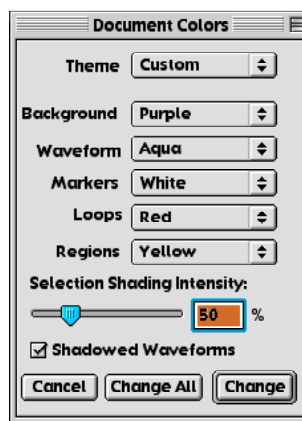 Document Colors
Theme Custom
Background Purple
Waveform Aqua
Markers White
Loops Red
Regions Yellow
Selection Shading Intensity:
50 %
Shadowed Waveforms
Cancel Change All Change